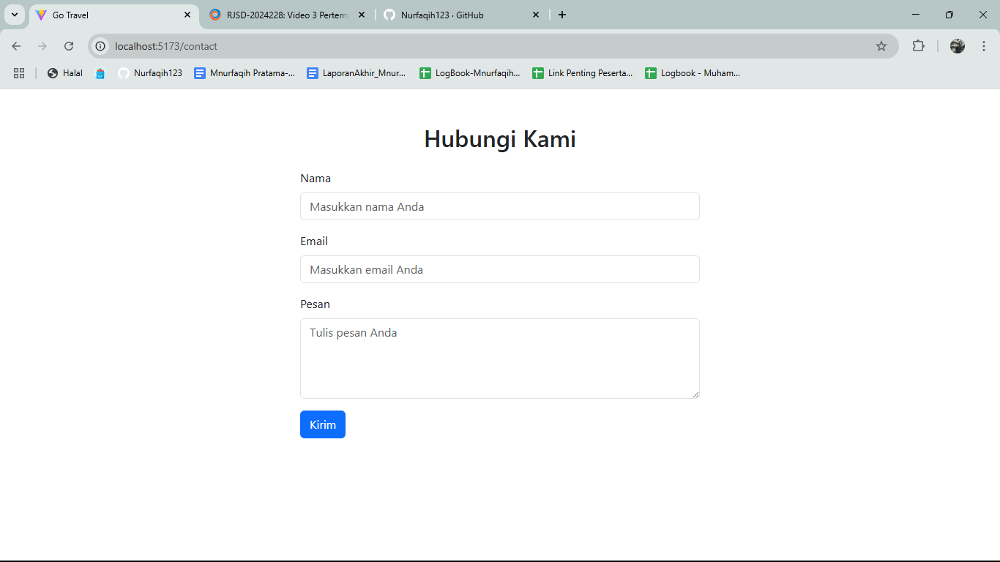 Go Travel
RJSD-2024228: Video 3 Pertemu
Nurfaqih123 · GitHub
localhost:5173/contact
Halal
Nurfaqih123
Mnurfaqih Pratama-...
LaporanAkhir_Mnur...
LogBook-Mnurfaqih...
Link Penting Peserta...
Logbook - Muham...
Hubungi Kami
Nama
Masukkan nama Anda
Email
Masukkan email Anda
Pesan
Tulis pesan Anda
Kirim